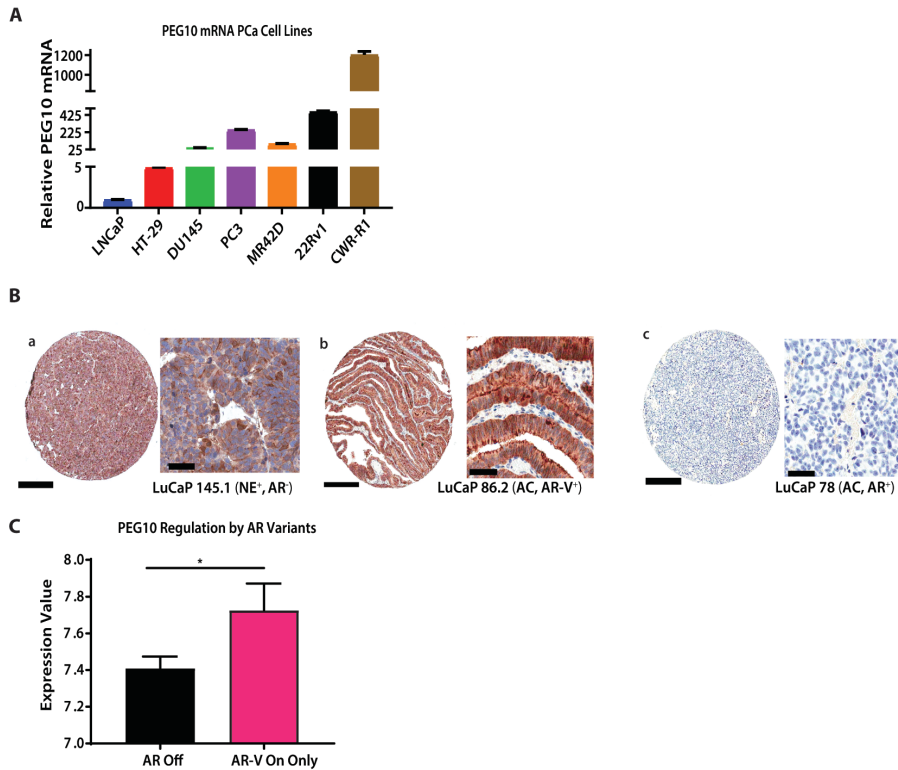 A
PEG10 mRNA PCa Cell Lines
Relative PEG10 mRNA
1200
1000
425
225
25
5
0
LNCaP
HT-29
DU145
PC3
MR42D
22Rv1
CWR-R1
B
a
b
c
LuCaP 145.1 (NE⁺, AR⁻)
LuCaP 86.2 (AC, AR-V⁺)
LuCaP 78 (AC, AR⁺)
C
PEG10 Regulation by AR Variants
Expression Value
8.0
7.8
7.6
7.4
7.2
7.0
*
AR Off
AR-V On Only